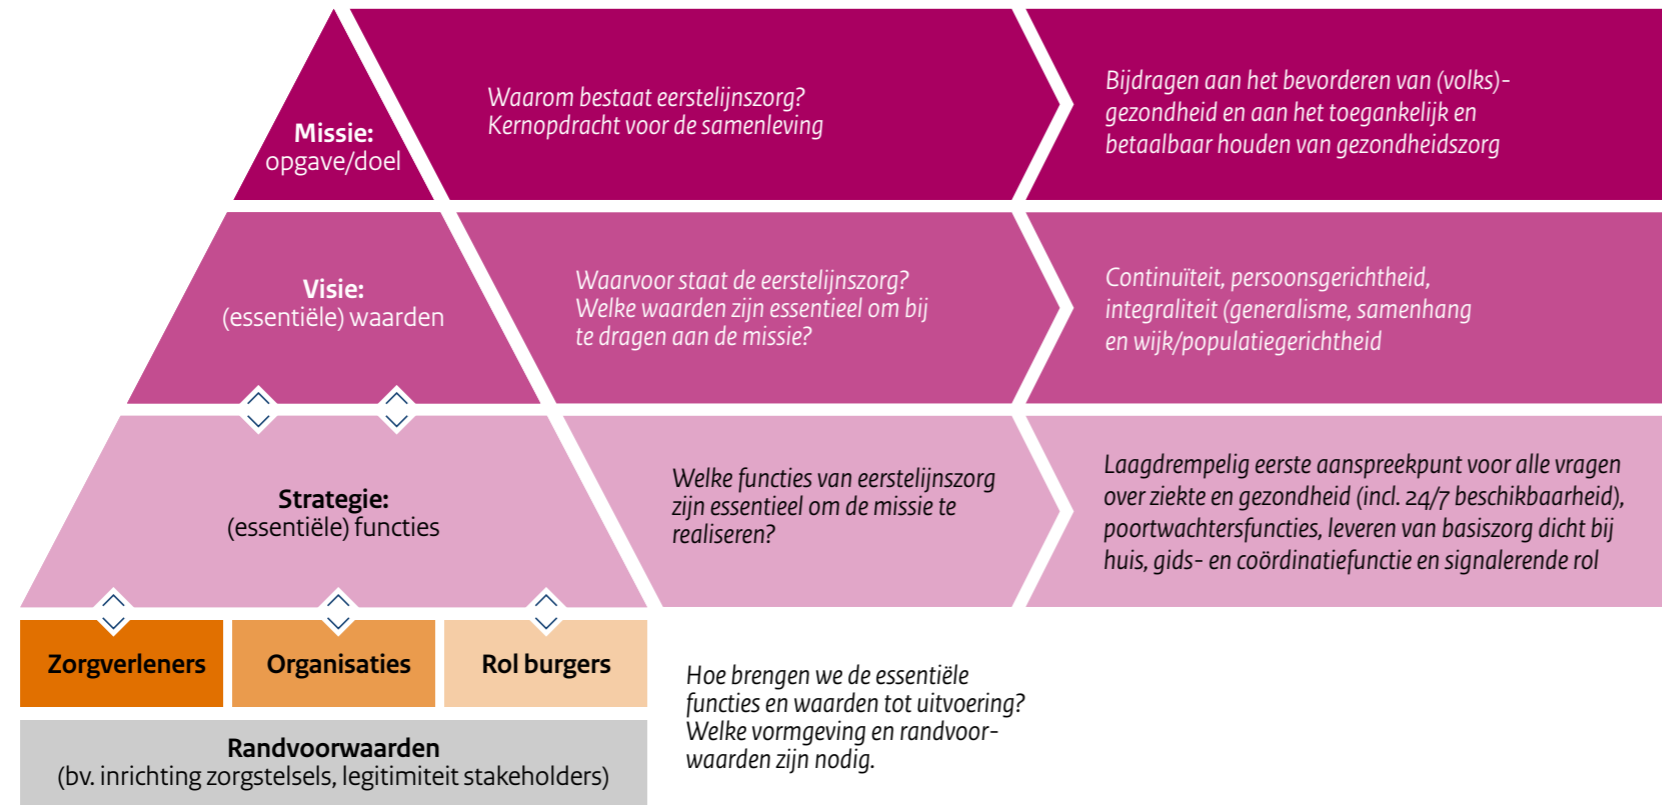 Missie:
opgave/doel
Waarom bestaat eerstelijnszorg?
Kernopdracht voor de samenleving
Bijdragen aan het bevorderen van (volks)-
gezondheid en aan het toegankelijk en
betaalbaar houden van gezondheidszorg
Visie:
(essentiële) waarden
Waarvoor staat de eerstelijnszorg?
Welke waarden zijn essentieel om bij
te dragen aan de missie?
Continuïteit, persoonsgerichtheid,
integraliteit (generalisme, samenhang
en wijk/populatiegerichtheid
Strategie:
(essentiële) functies
Welke functies van eerstelijnszorg
zijn essentieel om de missie te
realiseren?
Laagdrempelig eerste aanspreekpunt voor alle vragen
over ziekte en gezondheid (incl. 24/7 beschikbaarheid),
poortwachtersfuncties, leveren van basiszorg dicht bij
huis, gids- en coördinatiefunctie en signalerende rol
Zorgverleners
Organisaties
Rol burgers
Randvoorwaarden
(bv. inrichting zorgstelsels, legitimiteit stakeholders)
Hoe brengen we de essentiële
functies en waarden tot uitvoering?
Welke vormgeving en randvoor-
waarden zijn nodig.